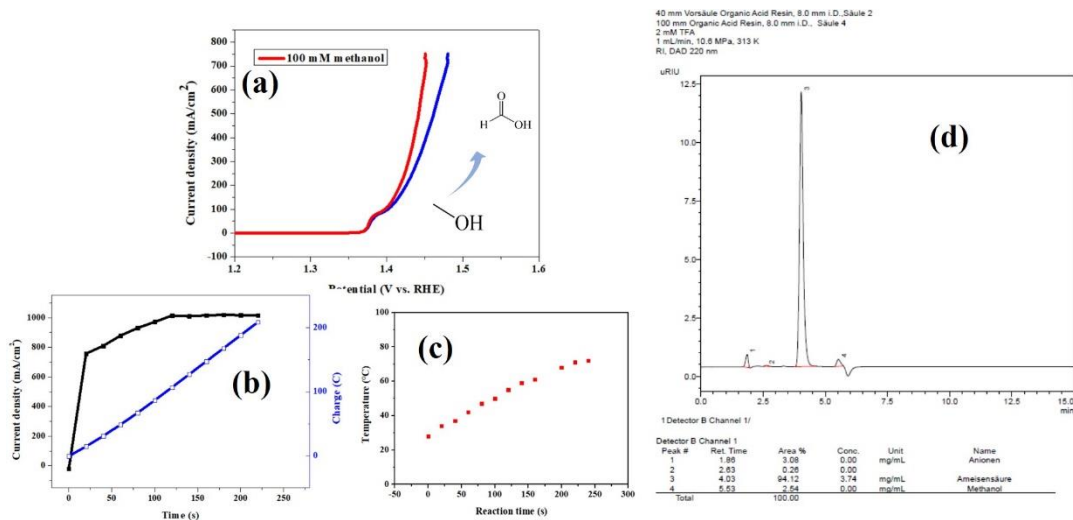 (a)
100 mM methanol
Current density (mA/cm²)
800
700
600
500
400
300
200
100
0
-100
1.2
1.3
1.4
1.5
1.6
Potential (V vs. RHE)
O
H
OH
OH
(b)
Current density (mA/cm²)
1000
800
600
400
200
0
0
50
100
150
200
250
Time (s)
Charge (C)
200
100
0
(c)
Temperature (°C)
100
80
60
40
20
0
-50
0
50
100
150
200
250
300
Reaction time (s)
40 mm Vorsäule Organic Acid Resin, 8.0 mm i.D.,Säule 2
100 mm Organic Acid Resin, 8.0 mm i.D., Säule 4
2 mM TFA
1 mL/min, 10.6 MPa, 313 K
RI, DAD 220 nm
uRIU
(d)
12.5
10.0
7.5
5.0
2.5
0.0
1
2
3
4
0.0
2.5
5.0
7.5
10.0
12.5
15.0
min
1 Detector B Channel 1/
Detector B Channel 1
Peak # Ret. Time Area % Conc. Unit Name
1 1.86 3.08 0.00 mg/mL Anionen
2 2.63 0.26 0.00
3 4.03 94.12 3.74 mg/mL Ameisensäure
4 5.53 2.54 0.00 mg/mL Methanol
Total 100.00